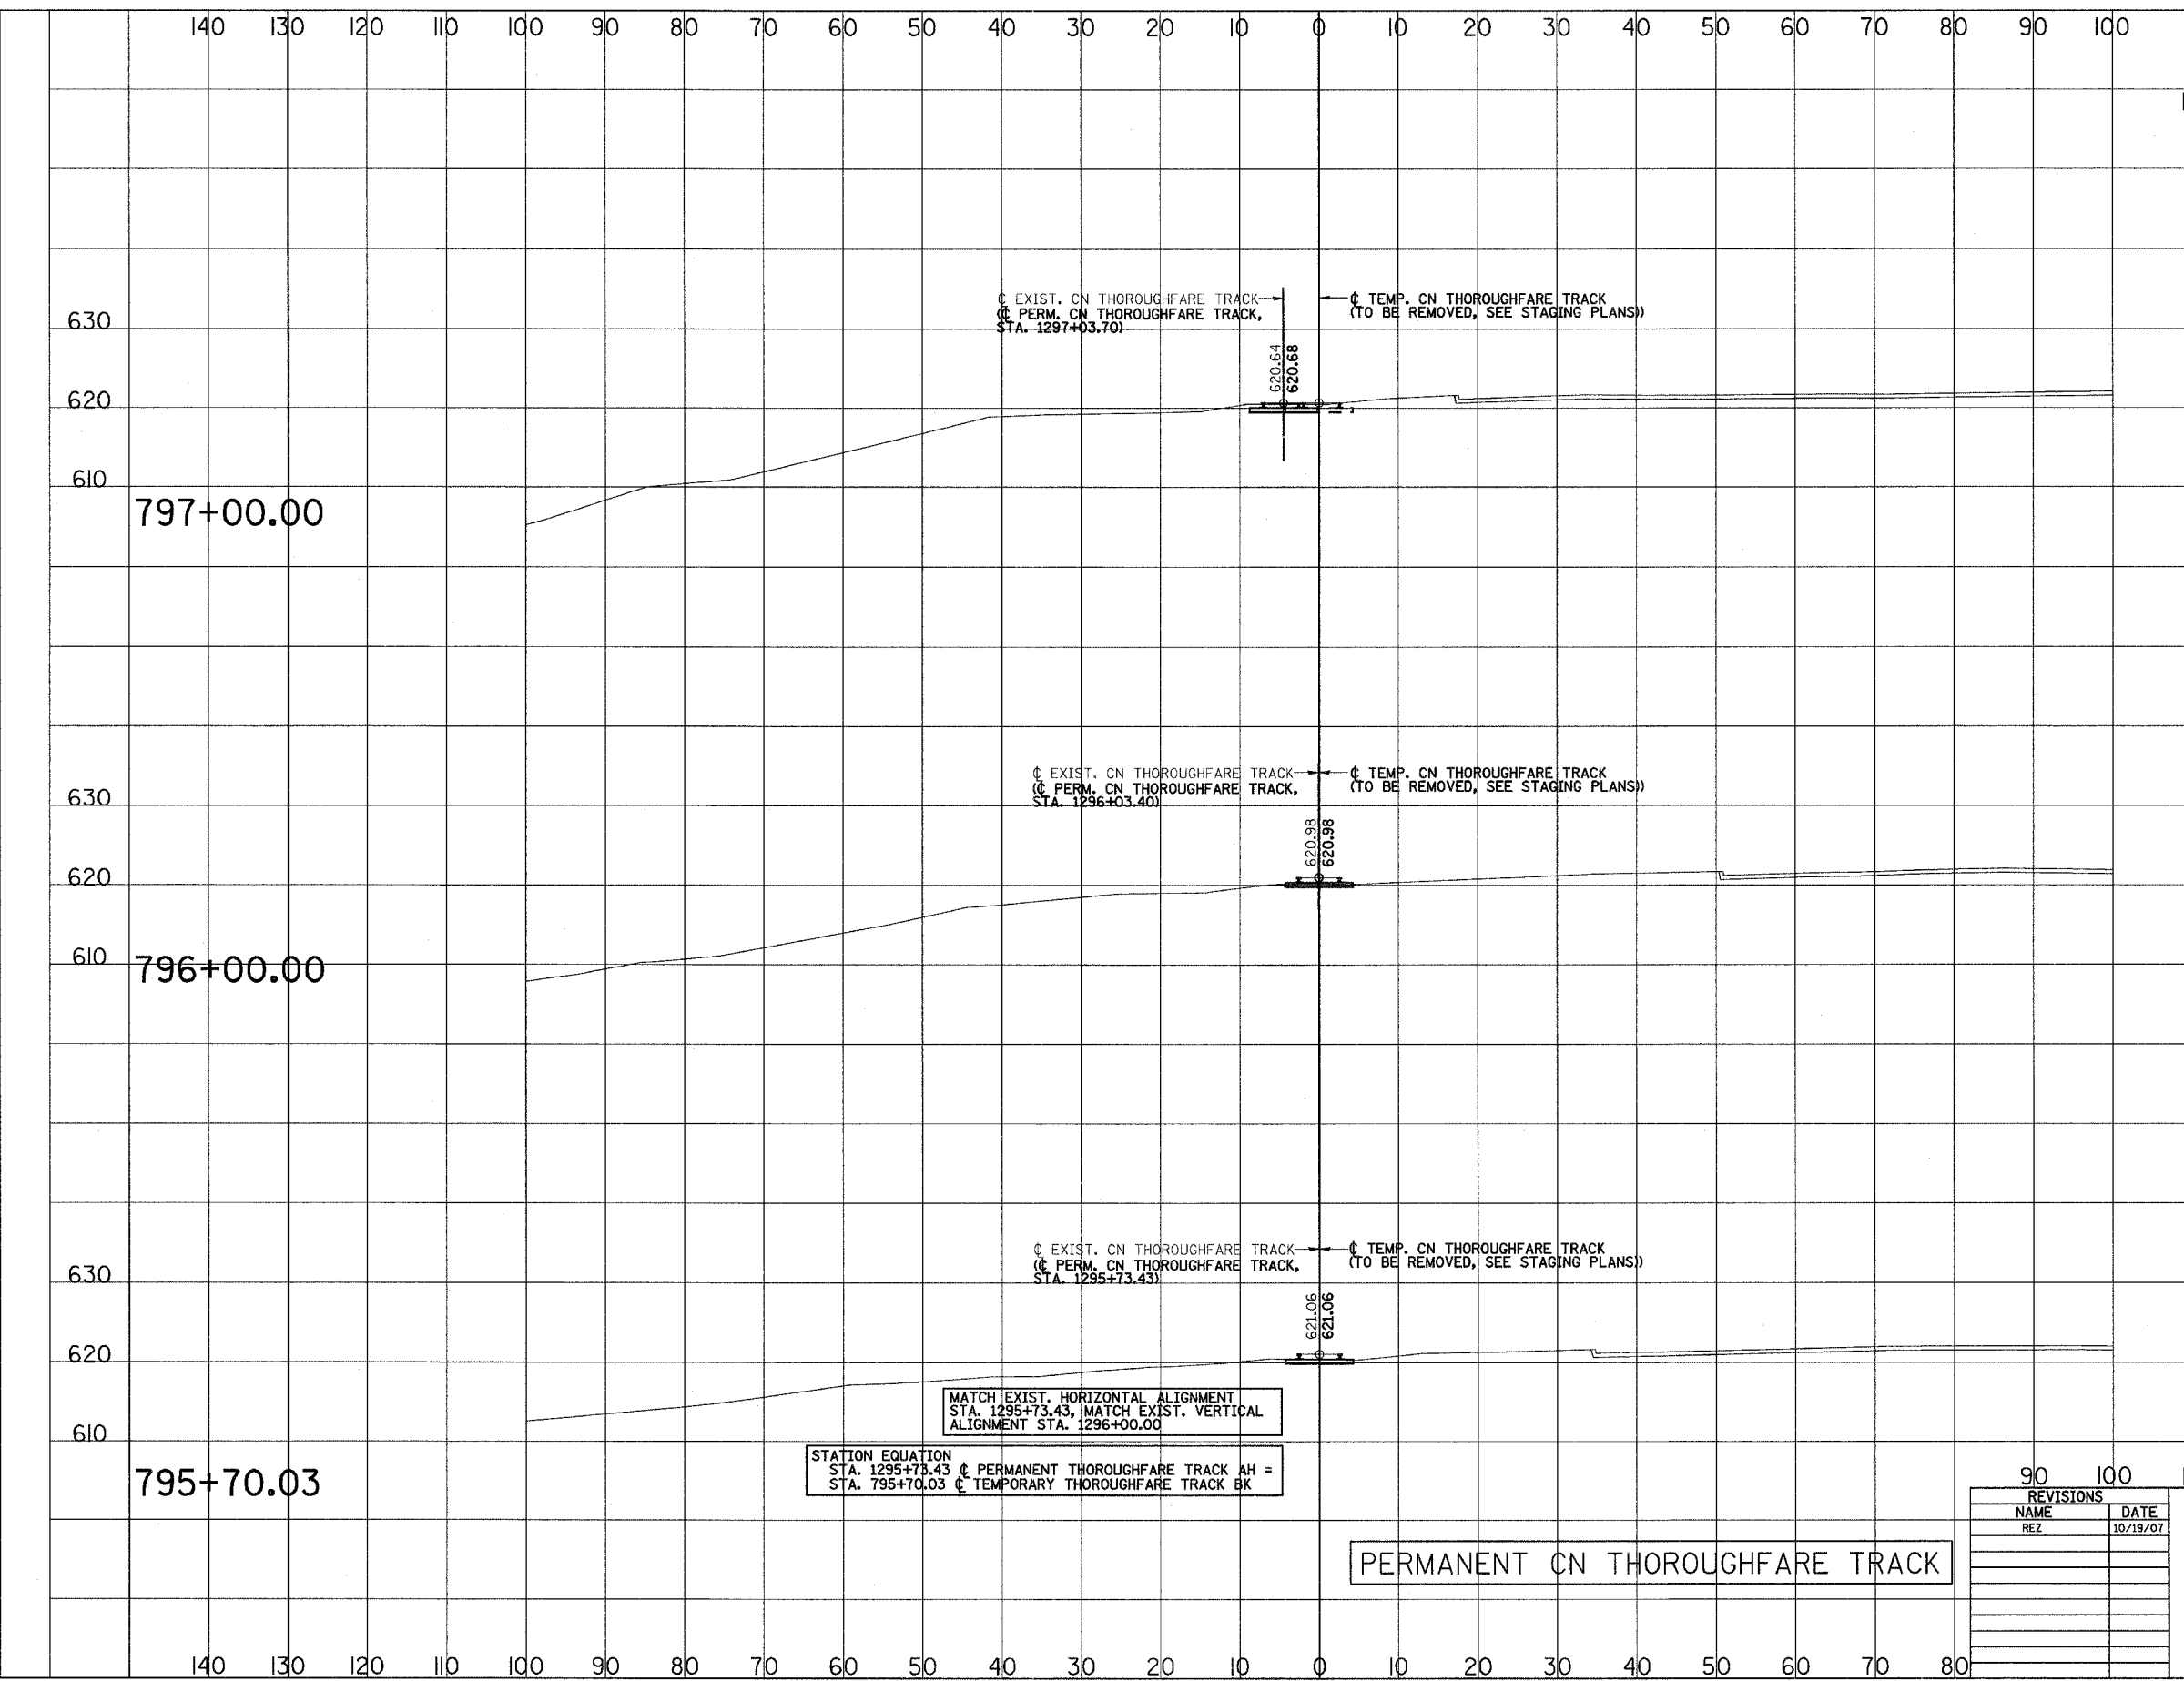 140 130 120 110 100 90 80 70 60 50 40 30 20 10 0 10 20 30 40 50 60 70 80 90 100
℄ EXIST. CN THOROUGHFARE TRACK
(℄ PERM. CN THOROUGHFARE TRACK,
STA. 1297+03.70)
℄ TEMP. CN THOROUGHFARE TRACK
(TO BE REMOVED, SEE STAGING PLANS))
630
620.64
620.68
620
610
797+00.00
℄ EXIST. CN THOROUGHFARE TRACK
(℄ PERM. CN THOROUGHFARE TRACK,
STA. 1296+03.40)
℄ TEMP. CN THOROUGHFARE TRACK
(TO BE REMOVED, SEE STAGING PLANS))
630
620.98
620.98
620
610
796+00.00
℄ EXIST. CN THOROUGHFARE TRACK
(℄ PERM. CN THOROUGHFARE TRACK,
STA. 1295+73.43)
℄ TEMP. CN THOROUGHFARE TRACK
(TO BE REMOVED, SEE STAGING PLANS))
630
621.06
621.06
620
MATCH EXIST. HORIZONTAL ALIGNMENT
STA. 1295+73.43, MATCH EXIST. VERTICAL
ALIGNMENT STA. 1296+00.00
610
STATION EQUATION
STA. 1295+73.43 ℄ PERMANENT THOROUGHFARE TRACK AH =
STA. 795+70.03 ℄ TEMPORARY THOROUGHFARE TRACK BK
795+70.03
90 100
REVISIONS
NAME DATE
REZ 10/19/07
PERMANENT CN THOROUGHFARE TRACK
140 130 120 110 100 90 80 70 60 50 40 30 20 10 0 10 20 30 40 50 60 70 80